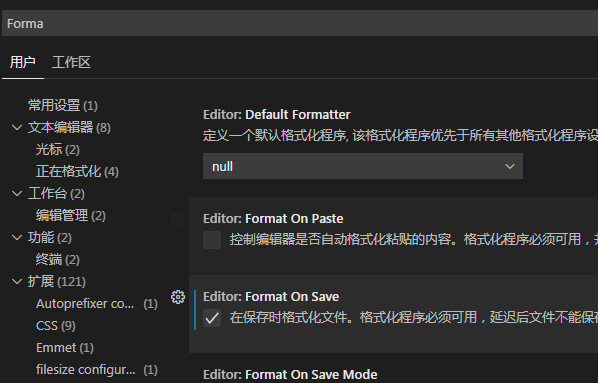 Forma
用户 工作区
常用设置 (1)
文本编辑器 (8)
光标 (2)
正在格式化 (4)
工作台 (2)
编辑管理 (2)
功能 (2)
终端 (2)
扩展 (121)
Autoprefixer co... (1)
CSS (9)
Emmet (1)
filesize configur... (1)
Editor: Default Formatter
定义一个默认格式化程序, 该格式化程序优先于所有其他格式化程序设
null
Editor: Format On Paste
控制编辑器是否自动格式化粘贴的内容。格式化程序必须可用，并
Editor: Format On Save
在保存时格式化文件。格式化程序必须可用，延迟后文件不能保存
Editor: Format On Save Mode